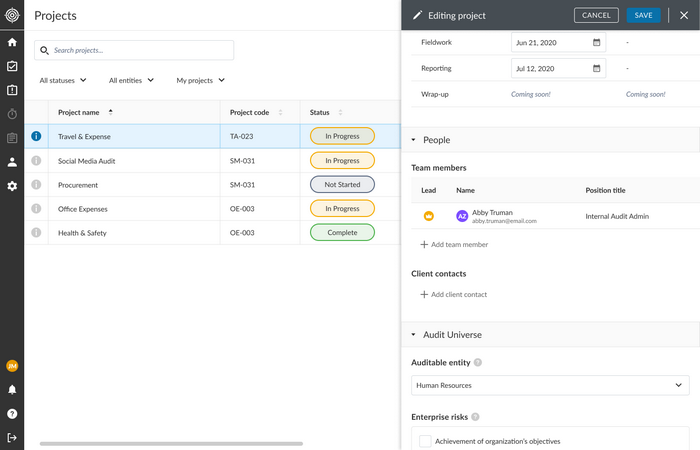 Projects
Search projects...
All statuses
All entities
My projects
Project name
Project code
Status
Travel & Expense
TA-023
In Progress
Social Media Audit
SM-031
In Progress
Procurement
SM-031
Not Started
Office Expenses
OE-003
In Progress
Health & Safety
OE-003
Complete
JM
Editing project
CANCEL
SAVE
Fieldwork
Jun 21, 2020
-
Reporting
Jul 12, 2020
-
Wrap-up
Coming soon!
Coming soon!
People
Team members
Lead
Name
Position title
AZ
Abby Truman
abby.truman@email.com
Internal Audit Admin
Add team member
Client contacts
Add client contact
Audit Universe
Auditable entity ?
Human Resources
Enterprise risks ?
Achievement of organization's objectives